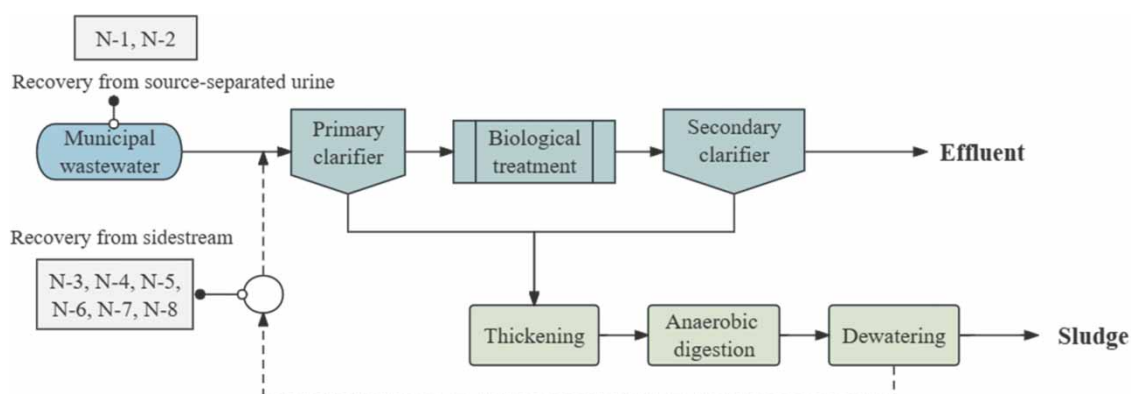 N-1, N-2
Recovery from source-separated urine
Municipal
wastewater
Primary
clarifier
Biological
treatment
Secondary
clarifier
Effluent
Recovery from sidestream
N-3, N-4, N-5,
N-6, N-7, N-8
Thickening
Anaerobic
digestion
Dewatering
Sludge